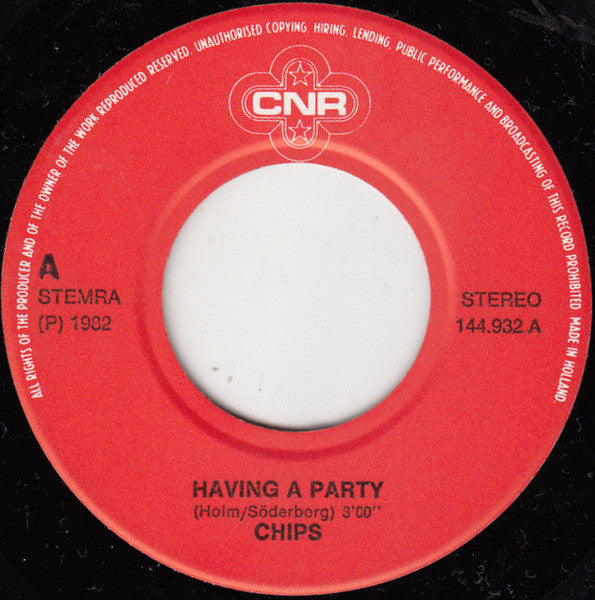 ALL RIGHTS OF THE PRODUCER AND OF THE OWNER OF THE WORK REPRODUCED RESERVED. UNAUTHORISED COPYING, HIRING, LENDING, PUBLIC PERFORMANCE AND BROADCASTING OF THIS RECORD PROHIBITED. MADE IN HOLLAND.
CNR
A
STEMRA
(P) 1982
STEREO
144.932 A
HAVING A PARTY
(Holm/Söderberg) 3'00"
CHIPS